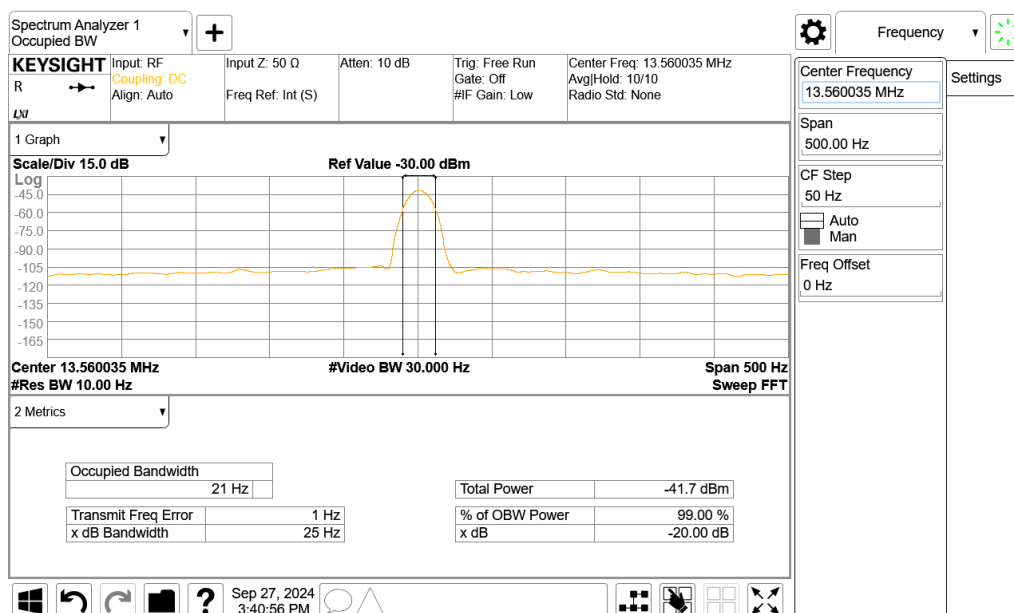 Spectrum Analyzer 1
Occupied BW
▼
+
Frequency ▼
KEYSIGHT
R
LXI
Input: RF
Coupling: DC
Align: Auto
Input Z: 50 Ω
Freq Ref: Int (S)
Atten: 10 dB
Trig: Free Run
Gate: Off
#IF Gain: Low
Center Freq: 13.560035 MHz
Avg|Hold: 10/10
Radio Std: None
Center Frequency
13.560035 MHz
Settings
Span
500.00 Hz
CF Step
50 Hz
Auto
Man
Freq Offset
0 Hz
1 Graph ▼
Scale/Div 15.0 dB
Ref Value -30.00 dBm
Log
-45.0
-60.0
-75.0
-90.0
-105
-120
-135
-150
-165
Center 13.560035 MHz
#Video BW 30.000 Hz
Span 500 Hz
#Res BW 10.00 Hz
Sweep FFT
2 Metrics ▼
Occupied Bandwidth
21 Hz
Total Power -41.7 dBm
Transmit Freq Error 1 Hz
% of OBW Power 99.00 %
x dB Bandwidth 25 Hz
x dB -20.00 dB
?
Sep 27, 2024
3:40:56 PM